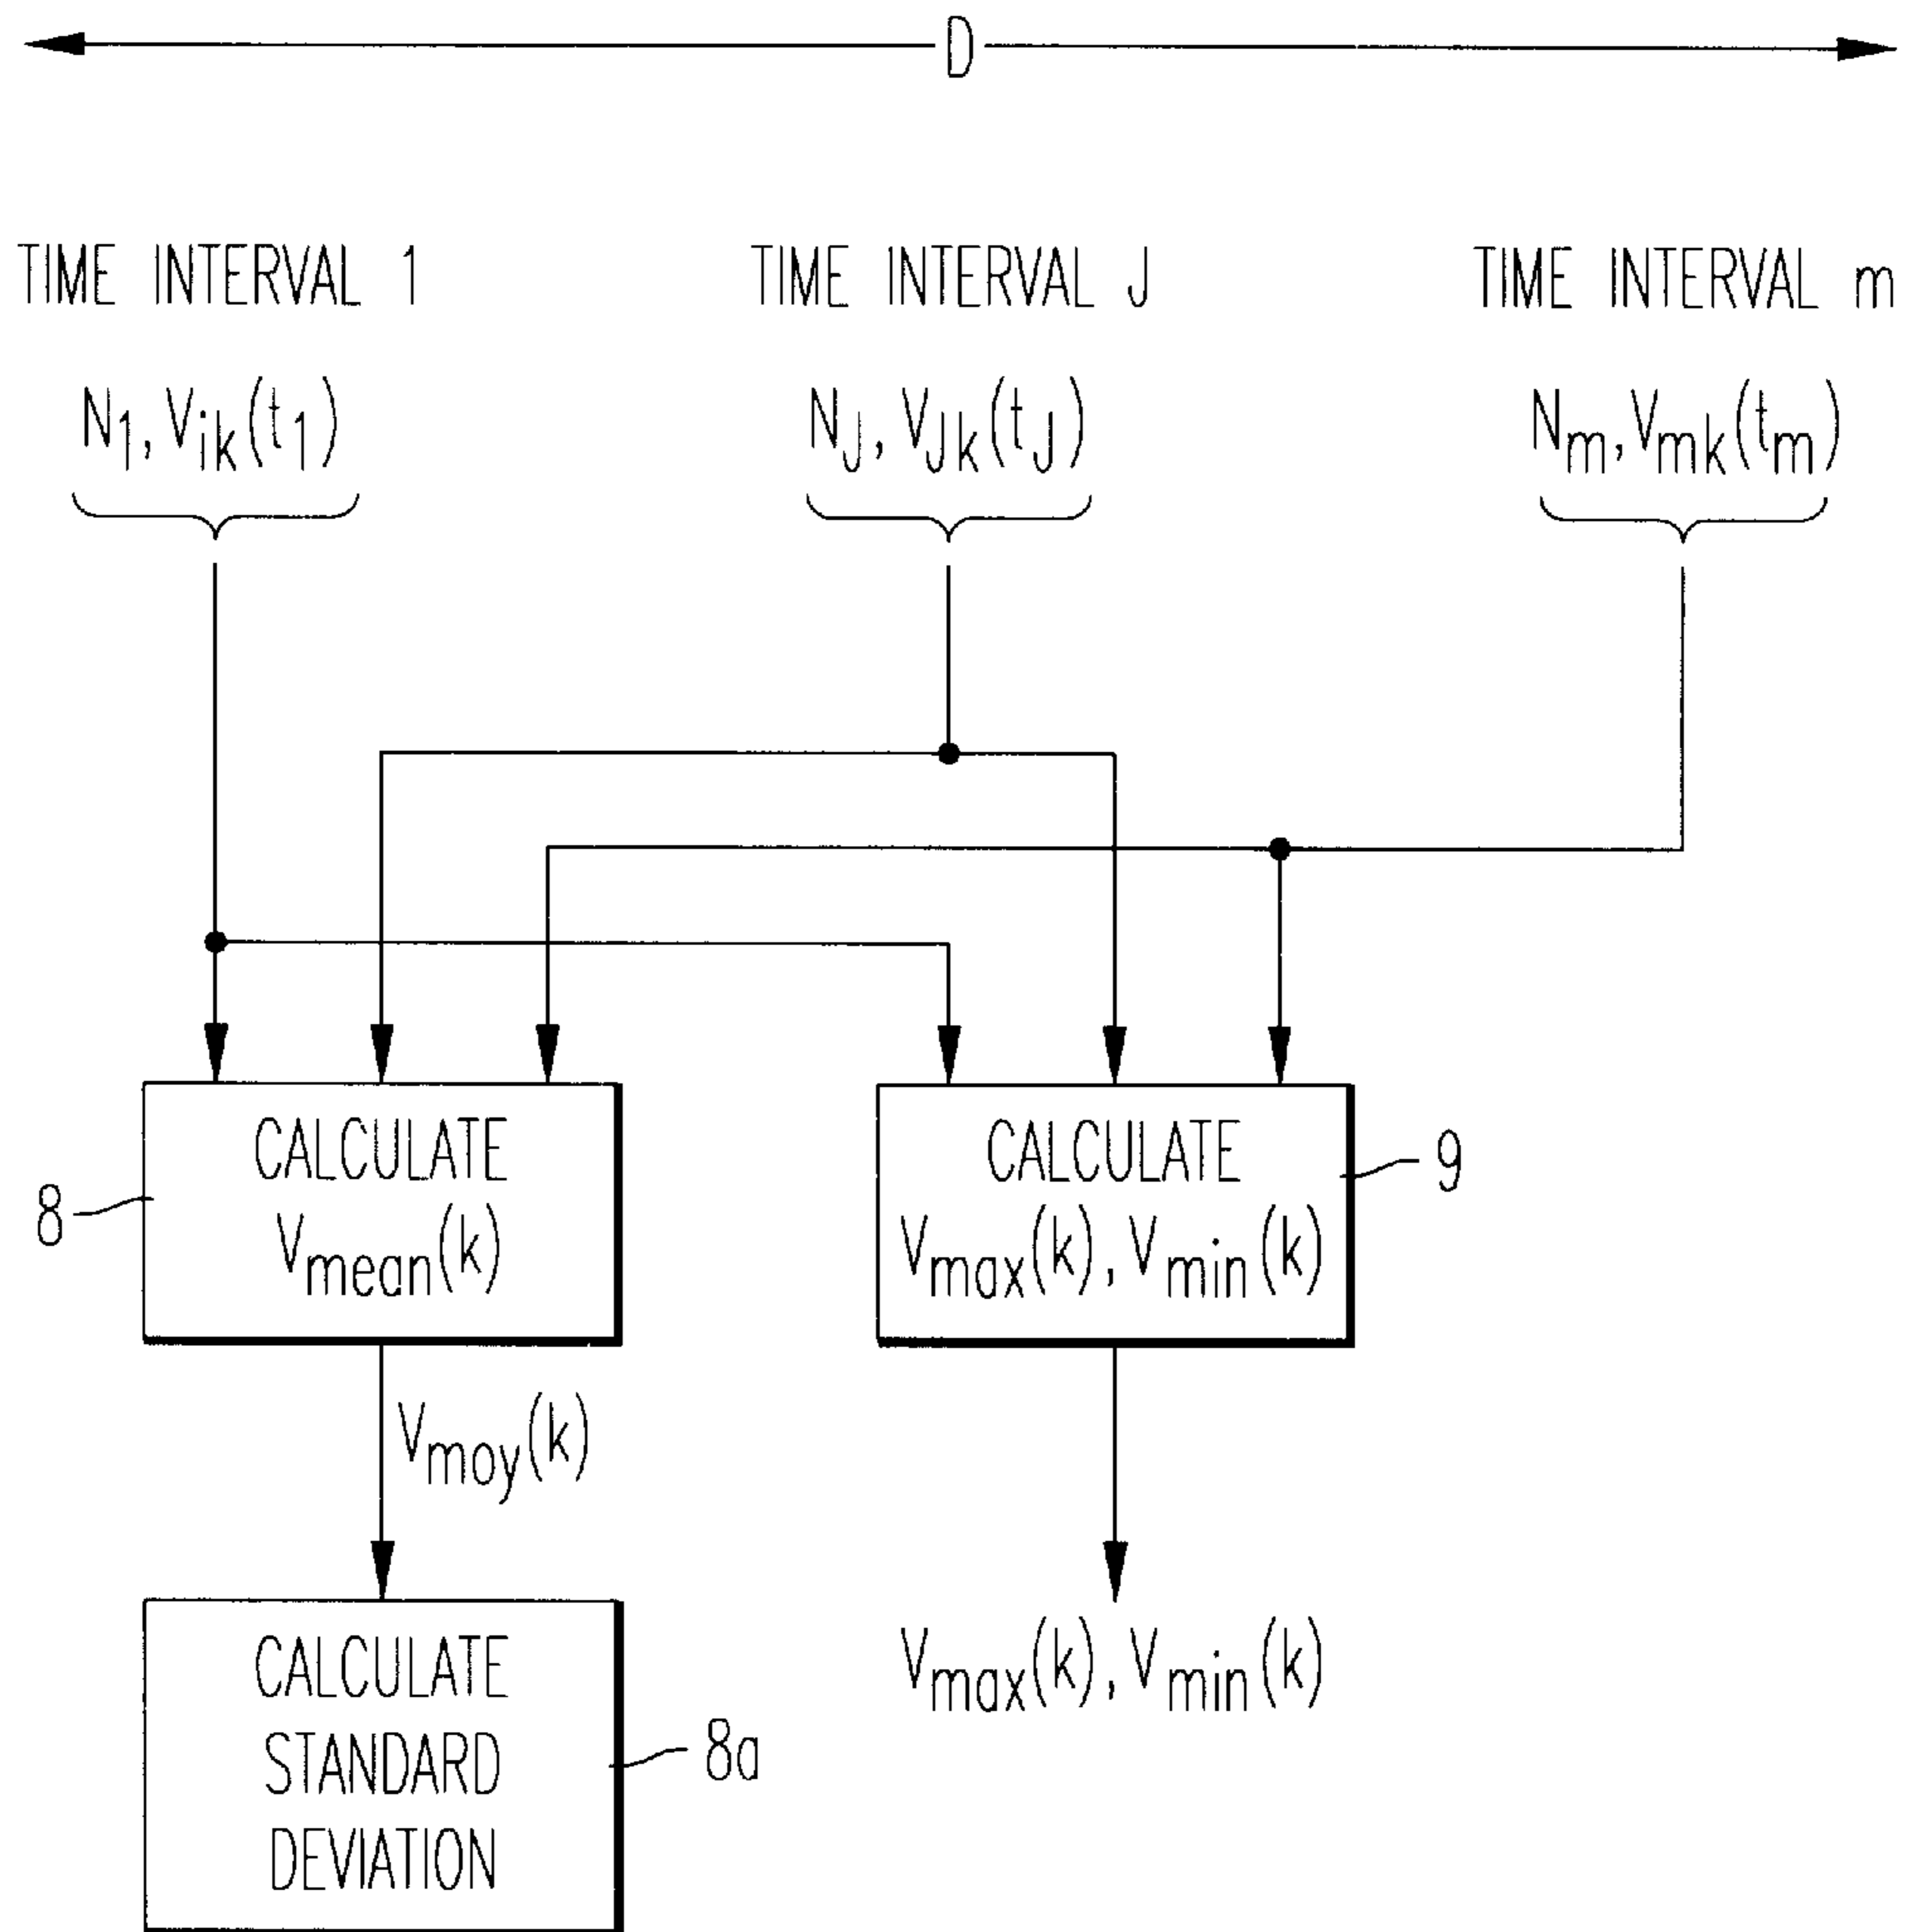 D
TIME INTERVAL 1
TIME INTERVAL J
TIME INTERVAL m
N1, Vik(t1)
NJ, VJk(tJ)
Nm, Vmk(tm)
8
CALCULATE
Vmean(k)
CALCULATE
Vmax(k), Vmin(k)
9
Vmoy(k)
CALCULATE
STANDARD
DEVIATION
8a
Vmax(k), Vmin(k)